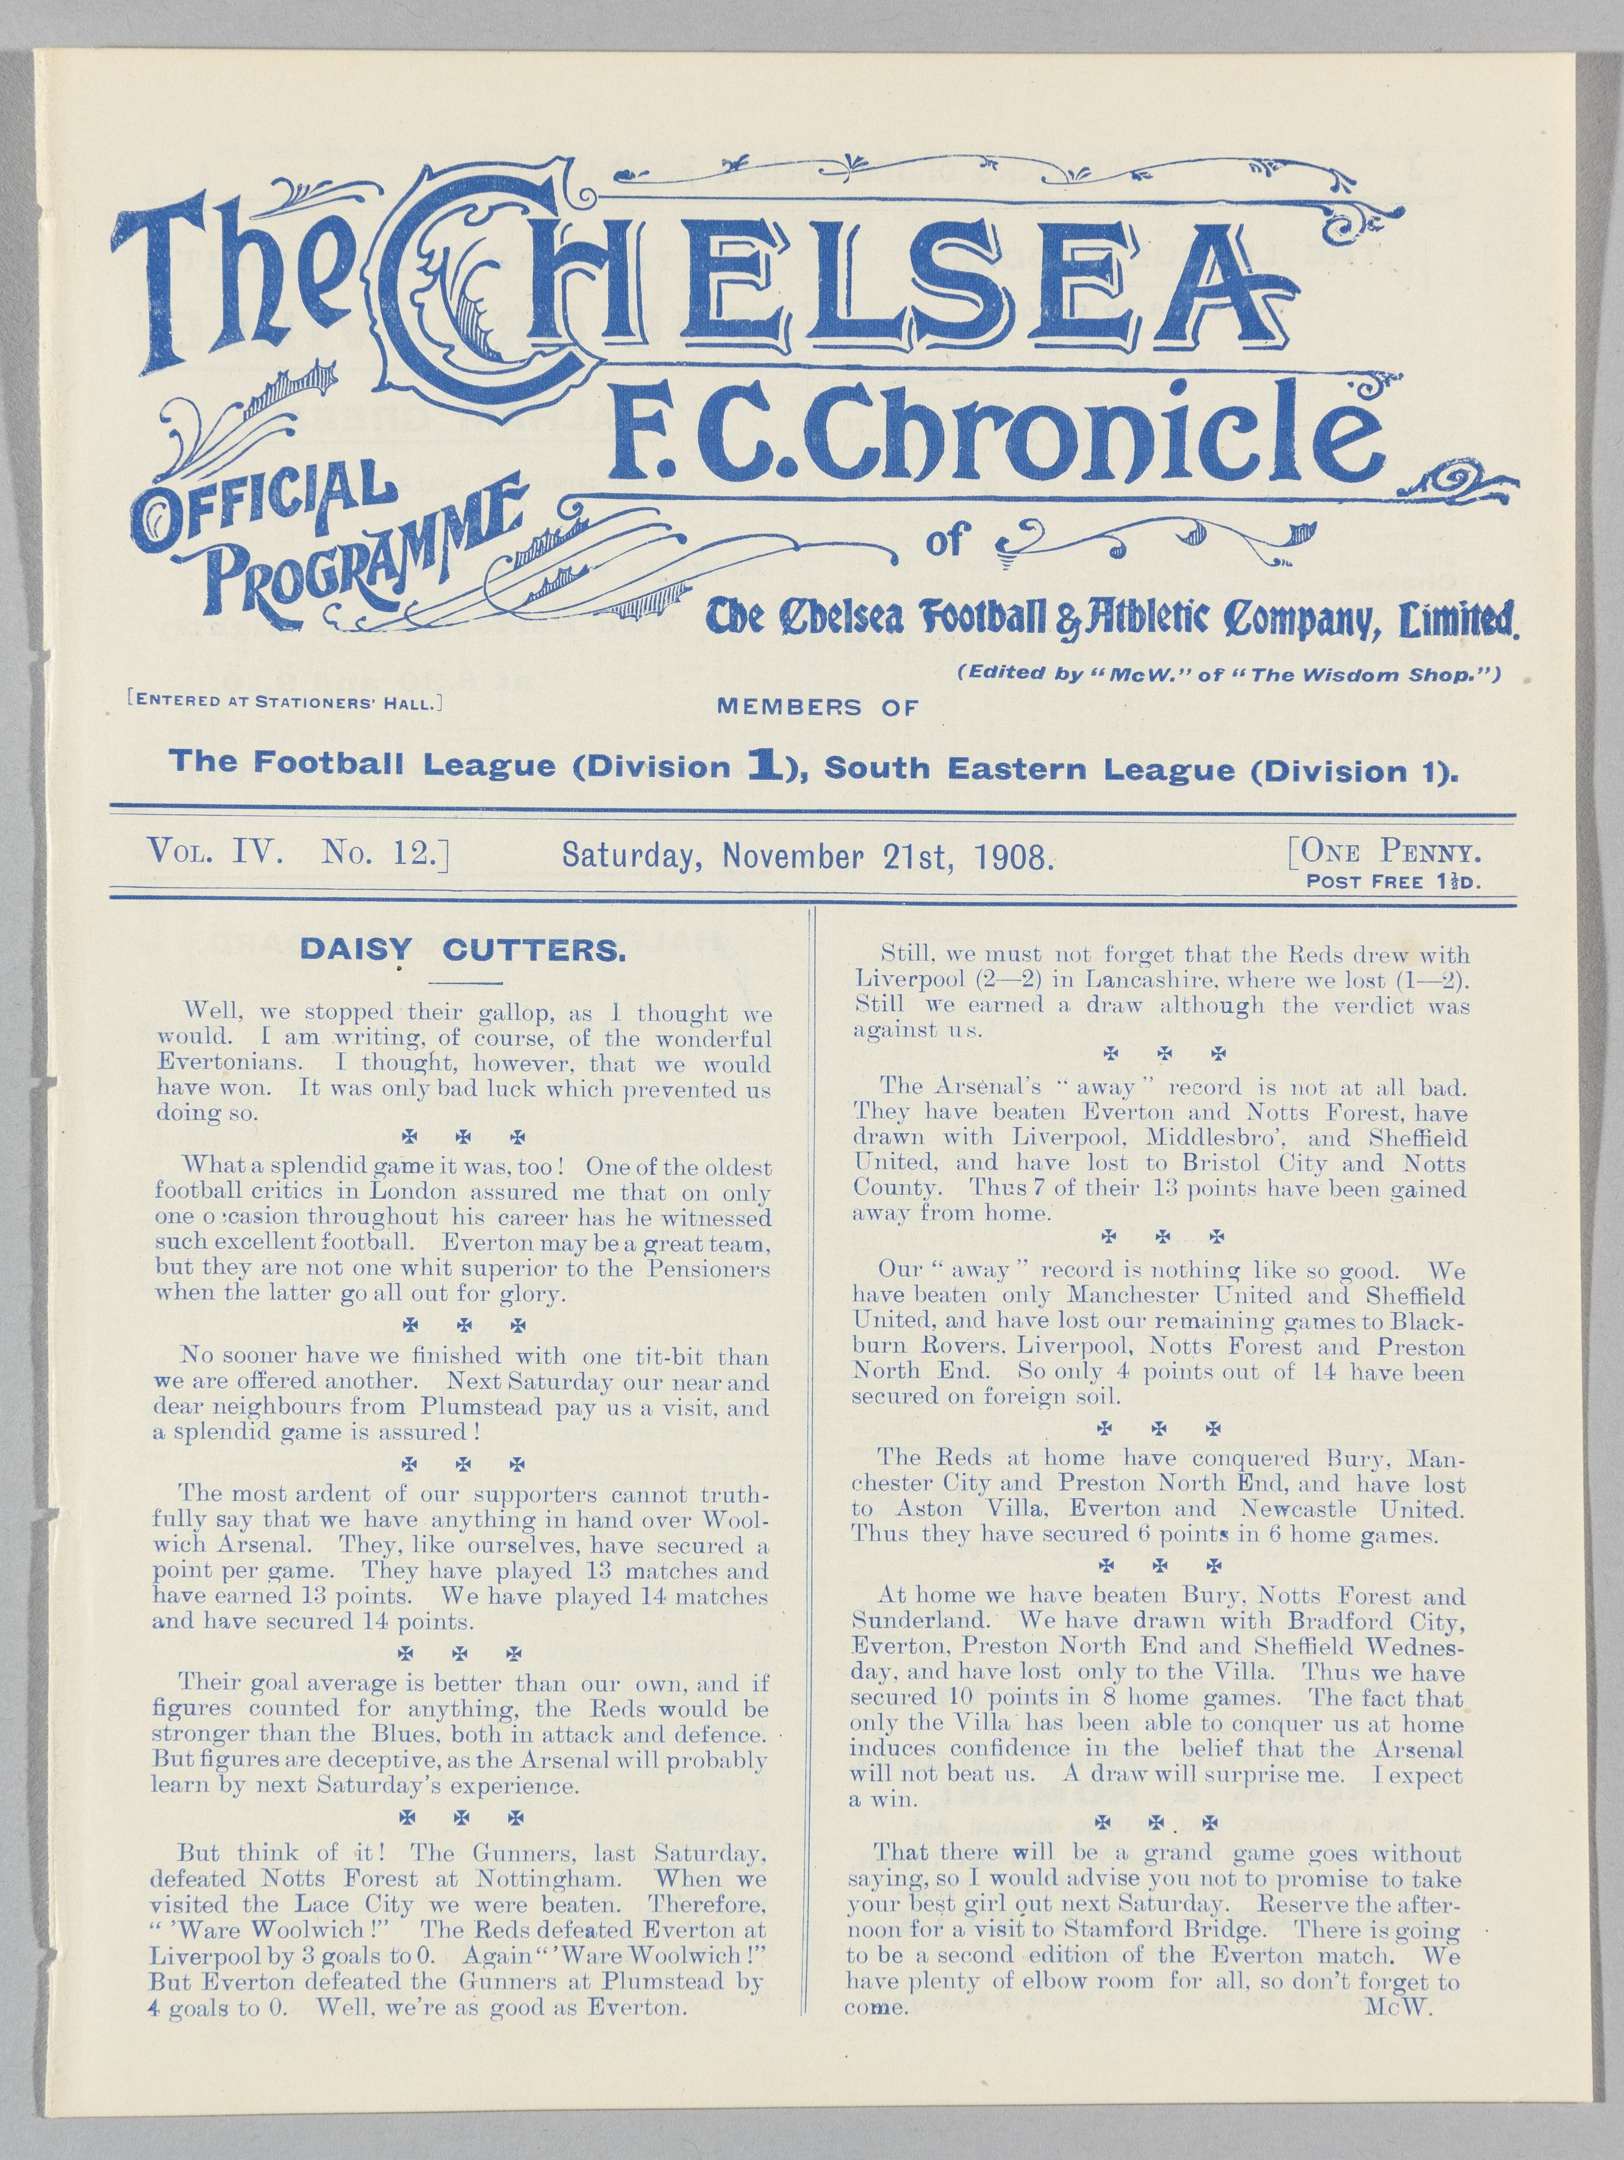 The CHELSEA
F.C. Chronicle
OFFICIAL
PROGRAMME
of
The Chelsea Football & Athletic Company, Limited.
(Edited by "McW." of "The Wisdom Shop.")
[ENTERED AT STATIONERS' HALL.]
MEMBERS OF
The Football League (Division 1), South Eastern League (Division 1).
VOL. IV. No. 12.]
Saturday, November 21st, 1908.
[ONE PENNY.
POST FREE 1½D.
DAISY CUTTERS.
Well, we stopped their gallop, as I thought we
would. I am writing, of course, of the wonderful
Evertonians. I thought, however, that we would
have won. It was only bad luck which prevented us
doing so.
✠ ✠ ✠
What a splendid game it was, too! One of the oldest
football critics in London assured me that on only
one occasion throughout his career has he witnessed
such excellent football. Everton may be a great team,
but they are not one whit superior to the Pensioners
when the latter go all out for glory.
✠ ✠ ✠
No sooner have we finished with one tit-bit than
we are offered another. Next Saturday our near and
dear neighbours from Plumstead pay us a visit, and
a splendid game is assured!
✠ ✠ ✠
The most ardent of our supporters cannot truth-
fully say that we have anything in hand over Wool-
wich Arsenal. They, like ourselves, have secured a
point per game. They have played 13 matches and
have earned 13 points. We have played 14 matches
and have secured 14 points.
✠ ✠ ✠
Their goal average is better than our own, and if
figures counted for anything, the Reds would be
stronger than the Blues, both in attack and defence.
But figures are deceptive, as the Arsenal will probably
learn by next Saturday's experience.
✠ ✠ ✠
But think of it! The Gunners, last Saturday,
defeated Notts Forest at Nottingham. When we
visited the Lace City we were beaten. Therefore,
"'Ware Woolwich!" The Reds defeated Everton at
Liverpool by 3 goals to 0. Again "'Ware Woolwich!"
But Everton defeated the Gunners at Plumstead by
4 goals to 0. Well, we're as good as Everton.
Still, we must not forget that the Reds drew with
Liverpool (2—2) in Lancashire, where we lost (1—2).
Still we earned a draw although the verdict was
against us.
✠ ✠ ✠
The Arsenal's "away" record is not at all bad.
They have beaten Everton and Notts Forest, have
drawn with Liverpool, Middlesbro', and Sheffield
United, and have lost to Bristol City and Notts
County. Thus 7 of their 13 points have been gained
away from home.
✠ ✠ ✠
Our "away" record is nothing like so good. We
have beaten only Manchester United and Sheffield
United, and have lost our remaining games to Black-
burn Rovers, Liverpool, Notts Forest and Preston
North End. So only 4 points out of 14 have been
secured on foreign soil.
✠ ✠ ✠
The Reds at home have conquered Bury, Man-
chester City and Preston North End, and have lost
to Aston Villa, Everton and Newcastle United.
Thus they have secured 6 points in 6 home games.
✠ ✠ ✠
At home we have beaten Bury, Notts Forest and
Sunderland. We have drawn with Bradford City,
Everton, Preston North End and Sheffield Wednes-
day, and have lost only to the Villa. Thus we have
secured 10 points in 8 home games. The fact that
only the Villa has been able to conquer us at home
induces confidence in the belief that the Arsenal
will not beat us. A draw will surprise me. I expect
a win.
✠ ✠ ✠
That there will be a grand game goes without
saying, so I would advise you not to promise to take
your best girl out next Saturday. Reserve the after-
noon for a visit to Stamford Bridge. There is going
to be a second edition of the Everton match. We
have plenty of elbow room for all, so don't forget to
come. McW.